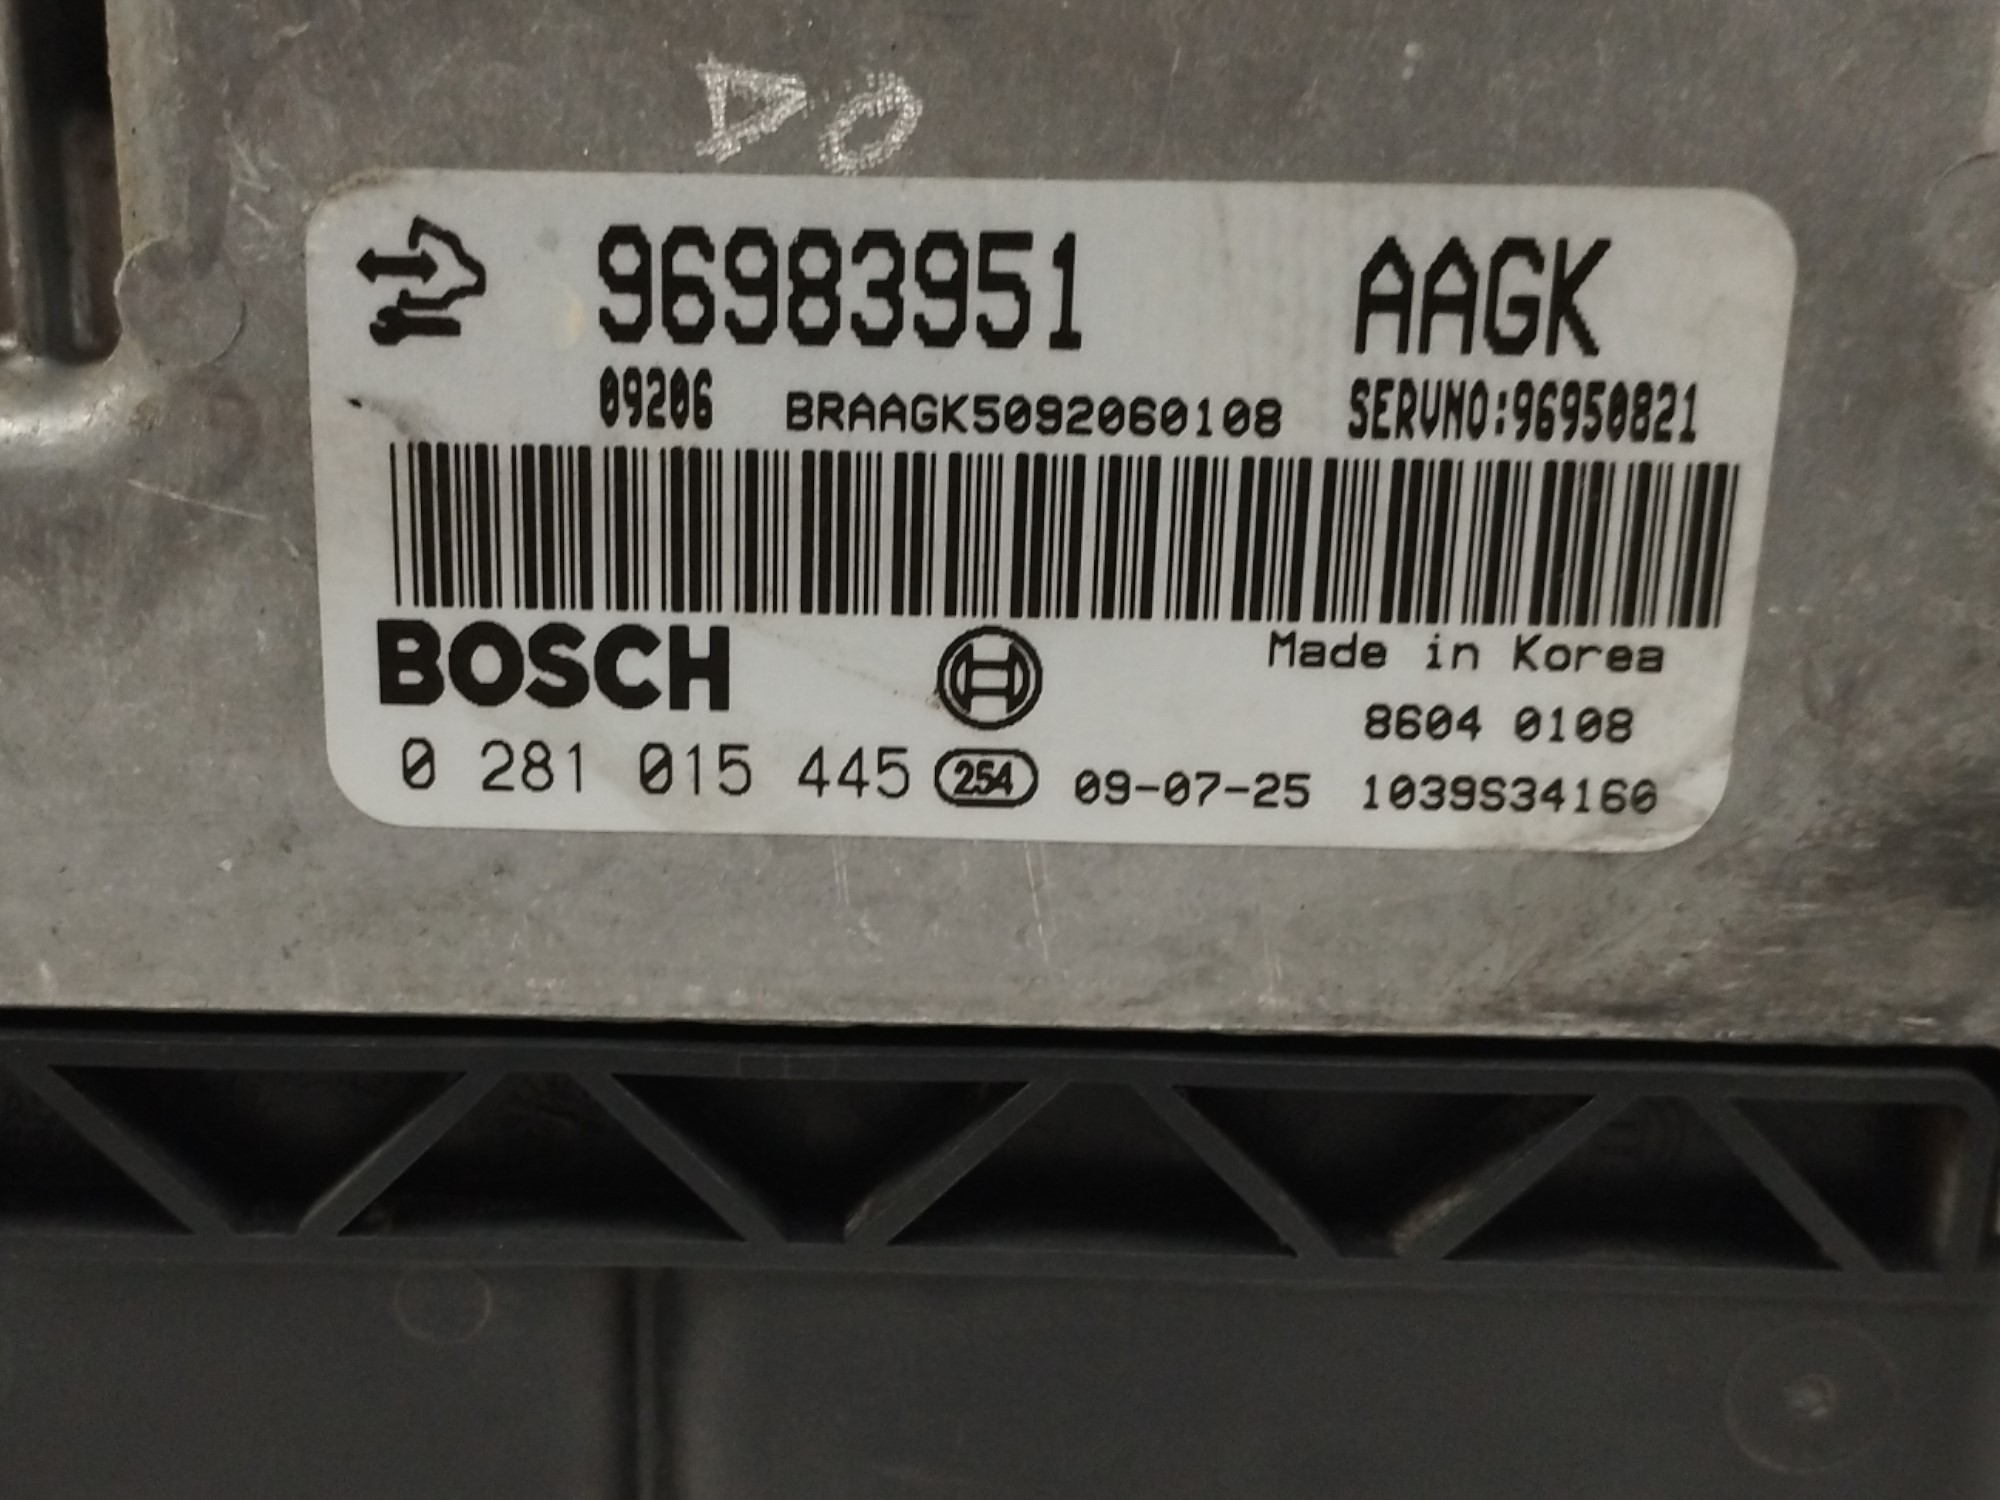 04
96983951 AAGK
09206 BRAAGK5092060108 SERVNO:96950821
BOSCH Made in Korea
8604 0108
0 281 015 445 254 09-07-25 1039S34160